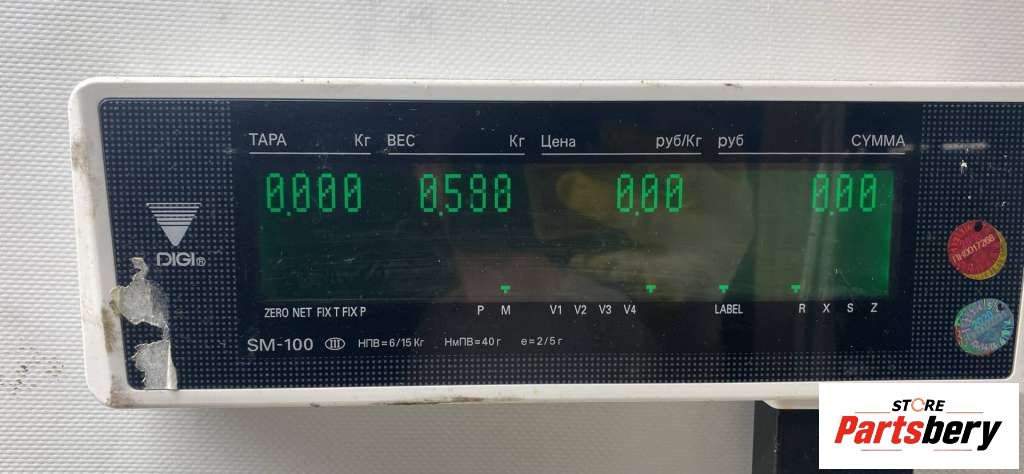 ТАРА Кг ВЕС Кг Цена руб/Кг руб СУММА
0.000 0.588 0.00 0.00
DIGI®
ZERO NET FIX T FIX P P M V1 V2 V3 V4 LABEL R X S Z
SM-100 III НПВ=6/15 Кг НмПВ=40 г e=2/5 г
STORE
Partsbery